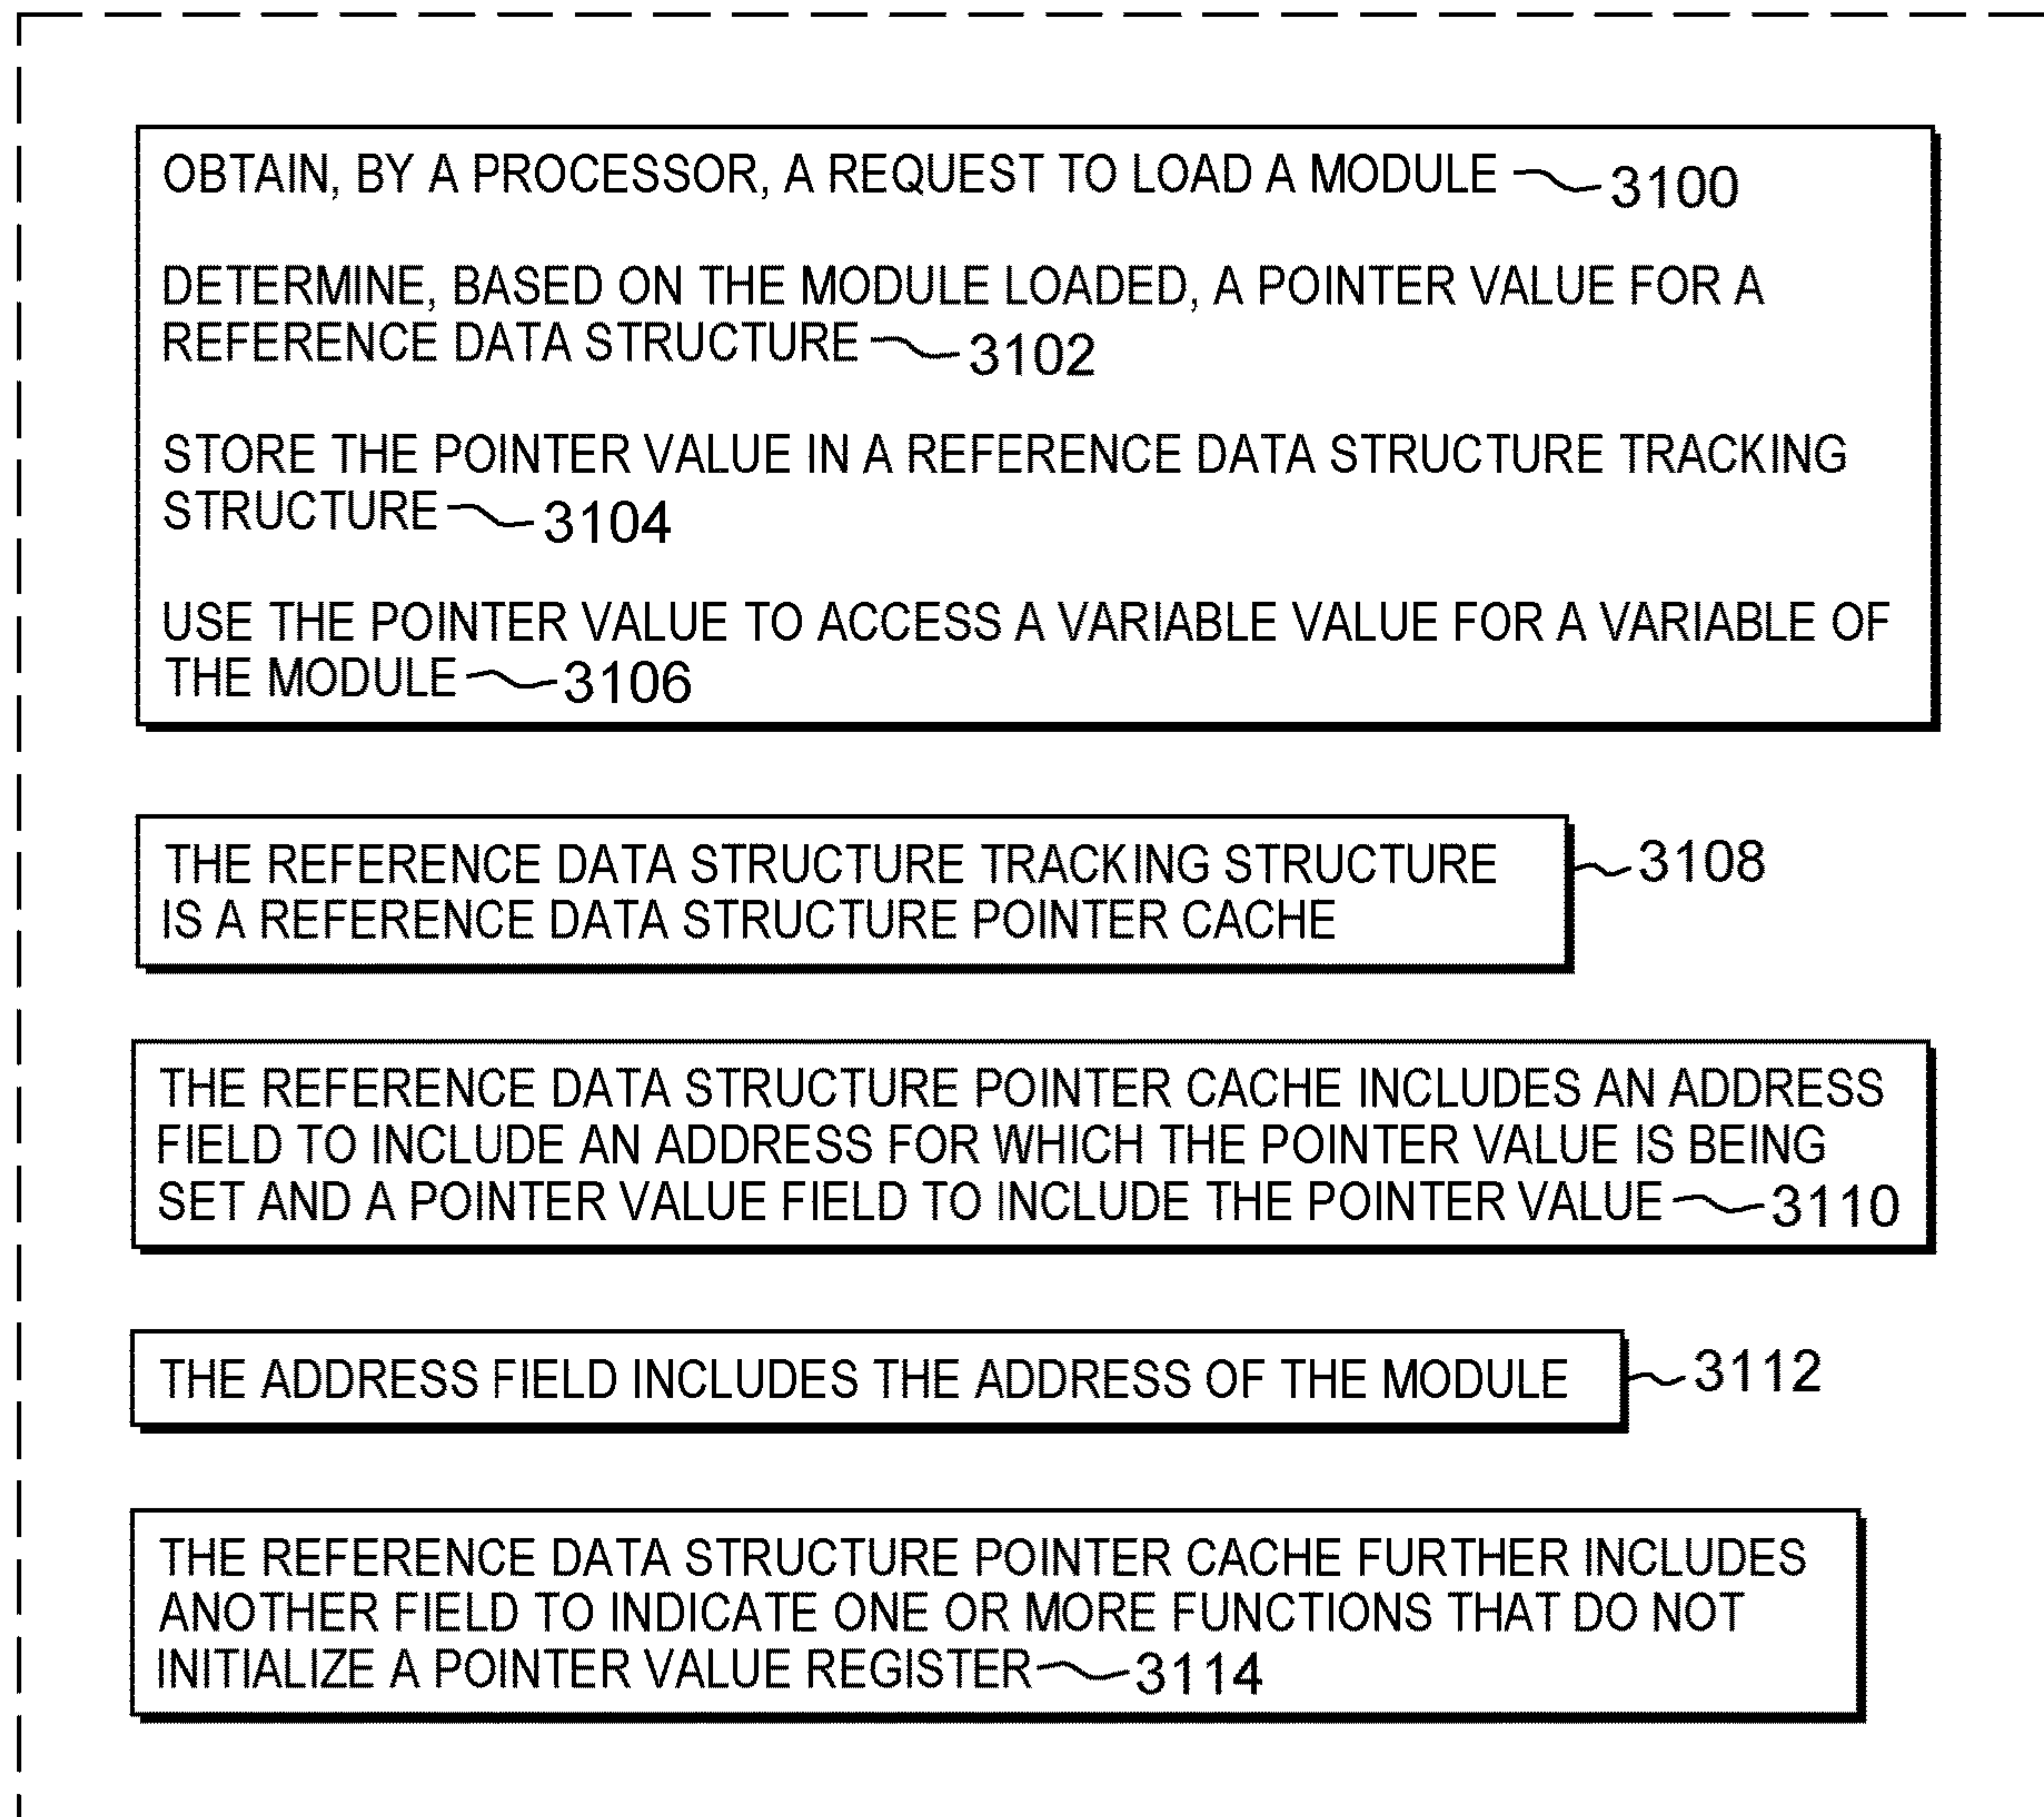 OBTAIN, BY A PROCESSOR, A REQUEST TO LOAD A MODULE 3100
DETERMINE, BASED ON THE MODULE LOADED, A POINTER VALUE FOR A
REFERENCE DATA STRUCTURE 3102
STORE THE POINTER VALUE IN A REFERENCE DATA STRUCTURE TRACKING
STRUCTURE 3104
USE THE POINTER VALUE TO ACCESS A VARIABLE VALUE FOR A VARIABLE OF
THE MODULE 3106
THE REFERENCE DATA STRUCTURE TRACKING STRUCTURE 3108
IS A REFERENCE DATA STRUCTURE POINTER CACHE
THE REFERENCE DATA STRUCTURE POINTER CACHE INCLUDES AN ADDRESS
FIELD TO INCLUDE AN ADDRESS FOR WHICH THE POINTER VALUE IS BEING
SET AND A POINTER VALUE FIELD TO INCLUDE THE POINTER VALUE 3110
THE ADDRESS FIELD INCLUDES THE ADDRESS OF THE MODULE 3112
THE REFERENCE DATA STRUCTURE POINTER CACHE FURTHER INCLUDES
ANOTHER FIELD TO INDICATE ONE OR MORE FUNCTIONS THAT DO NOT
INITIALIZE A POINTER VALUE REGISTER 3114